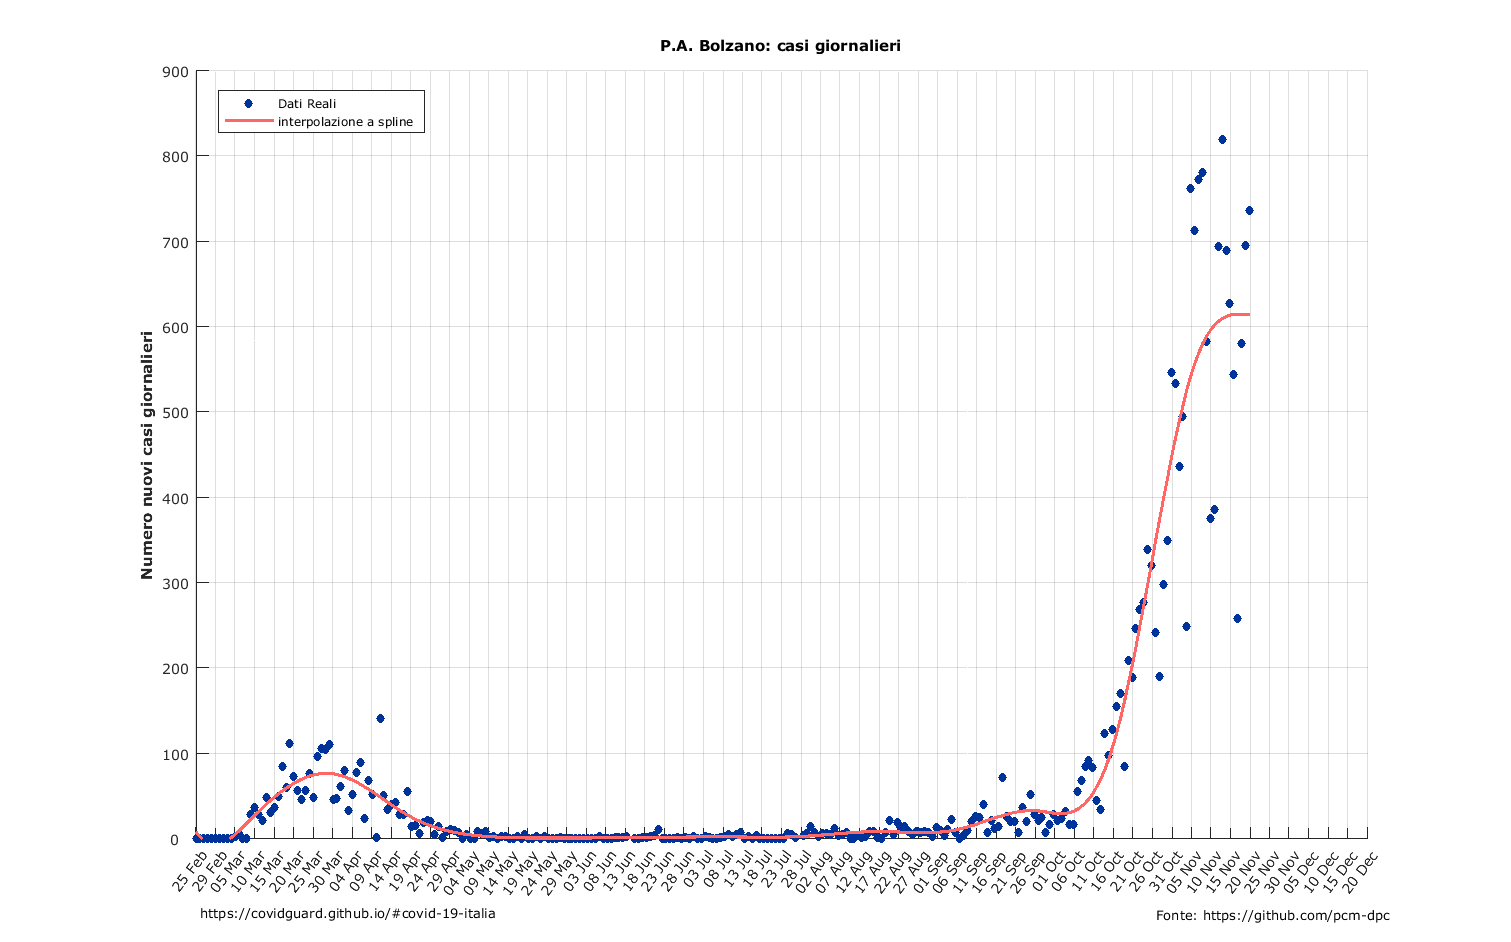 P.A. Bolzano: casi giornalieri
900
Dati Reali
interpolazione a spline
800
700
600
500
400
300
200
100
0
Numero nuovi casi giornalieri
25 Feb
29 Feb
05 Mar
10 Mar
15 Mar
20 Mar
25 Mar
30 Mar
04 Apr
09 Apr
14 Apr
19 Apr
24 Apr
29 Apr
04 May
09 May
14 May
19 May
24 May
29 May
03 Jun
08 Jun
13 Jun
18 Jun
23 Jun
28 Jun
03 Jul
08 Jul
13 Jul
18 Jul
23 Jul
28 Jul
02 Aug
07 Aug
12 Aug
17 Aug
22 Aug
27 Aug
01 Sep
06 Sep
11 Sep
16 Sep
21 Sep
26 Sep
01 Oct
06 Oct
11 Oct
16 Oct
21 Oct
26 Oct
31 Oct
05 Nov
10 Nov
15 Nov
20 Nov
25 Nov
30 Nov
05 Dec
10 Dec
15 Dec
20 Dec
https://covidguard.github.io/#covid-19-italia
Fonte: https://github.com/pcm-dpc